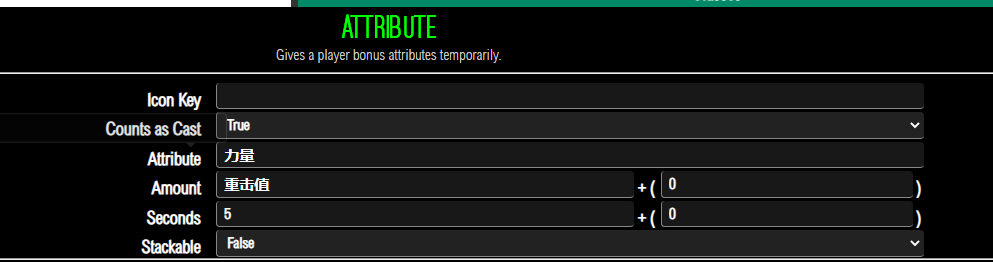 ATTRIBUTE
Gives a player bonus attributes temporarily.
Icon Key
Counts as Cast True
Attribute 力量
Amount 重击值 + ( 0 )
Seconds 5 + ( 0 )
Stackable False